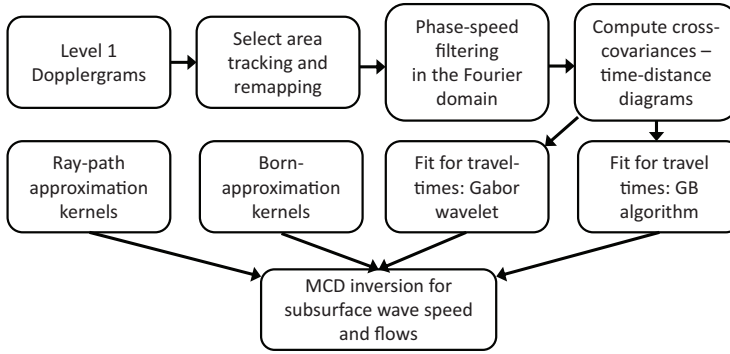 Level 1
Dopplergrams
Select area
tracking and
remapping
Phase-speed
filtering
in the Fourier
domain
Compute cross-
covariances –
time-distance
diagrams
Ray-path
approximation
kernels
Born-
approximation
kernels
Fit for travel-
times: Gabor
wavelet
Fit for travel
times: GB
algorithm
MCD inversion for
subsurface wave speed
and flows